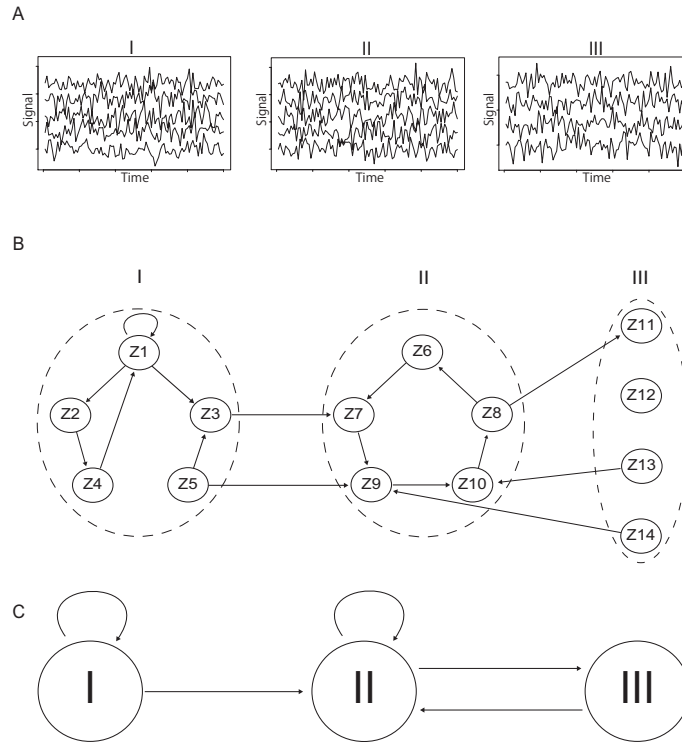 A
I II III
Signal Signal Signal
Time Time Time
B
I II III
Z1 Z6 Z11
Z12
Z2 Z3 Z7 Z8
Z13
Z4 Z5 Z9 Z10
Z14
C
I II III